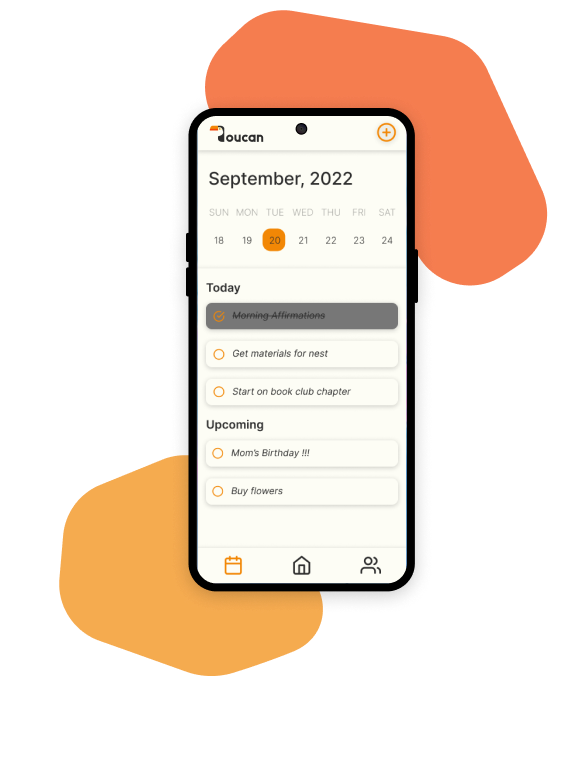 Toucan
September, 2022
SUN MON TUE WED THU FRI SAT
18 19 20 21 22 23 24
Today
Morning Affirmations
Get materials for nest
Start on book club chapter
Upcoming
Mom's Birthday !!!
Buy flowers